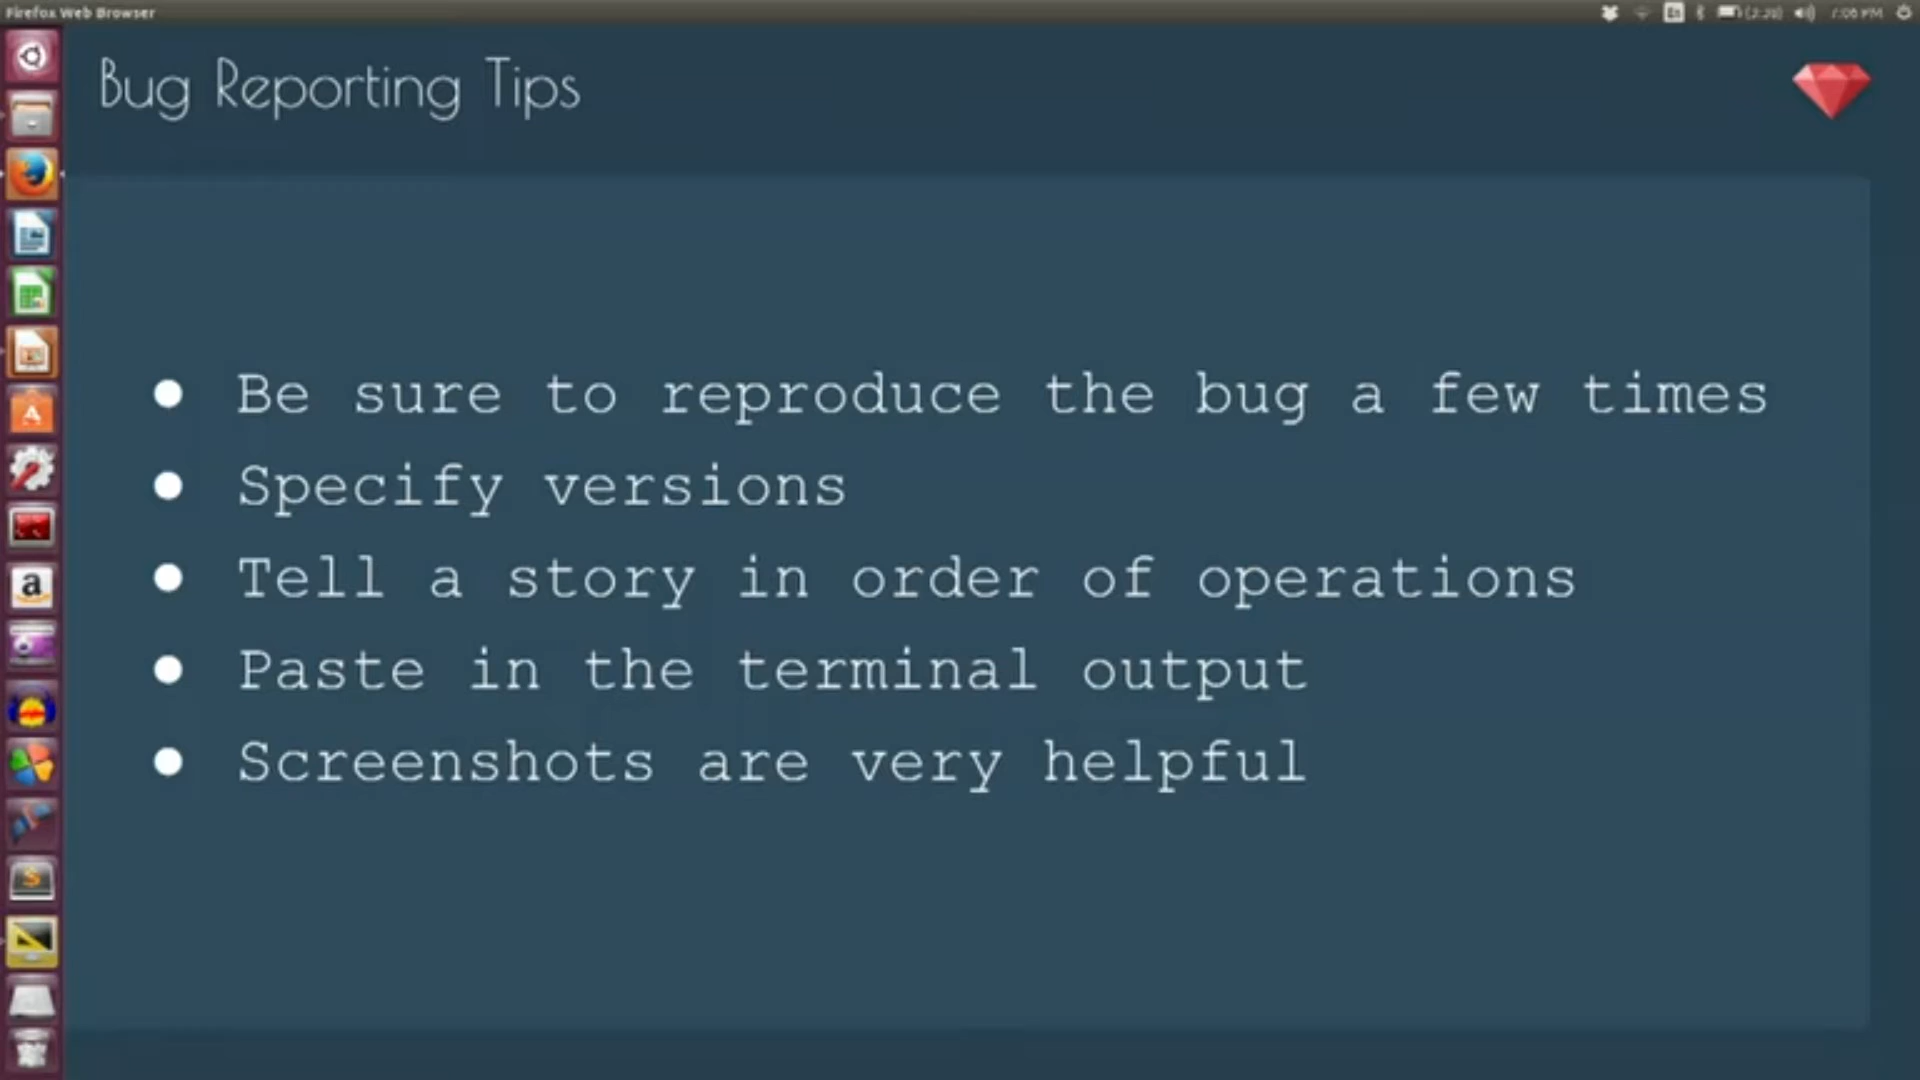 Firefox Web Browser
Bug Reporting Tips
Be sure to reproduce the bug a few times
Specify versions
Tell a story in order of operations
Paste in the terminal output
Screenshots are very helpful